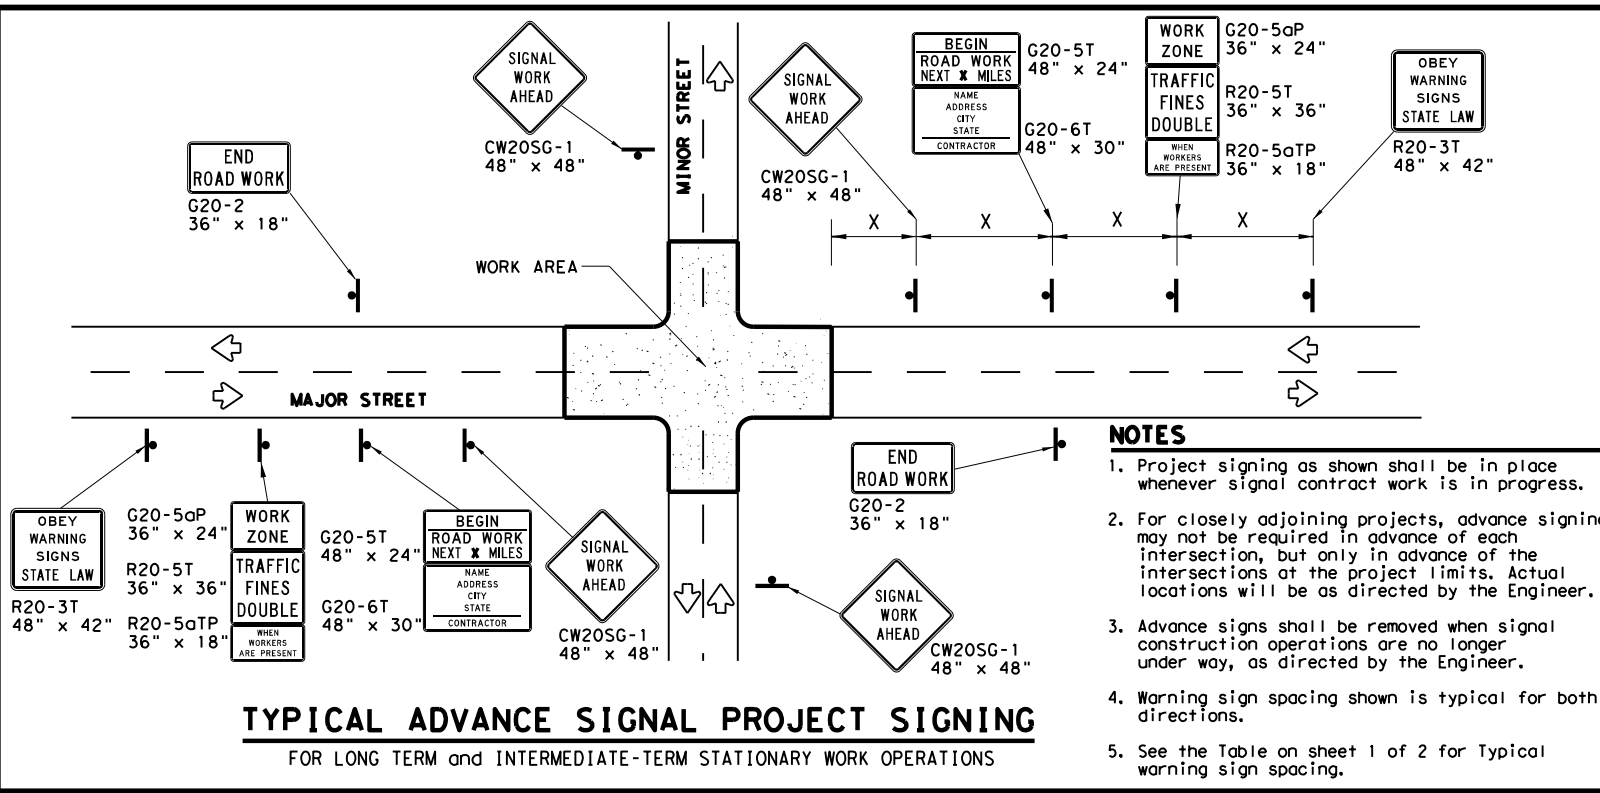 SIGNAL
WORK
AHEAD
CW20SG-1
48" x 48"
END
ROAD WORK
G20-2
36" x 18"
MINOR STREET
SIGNAL
WORK
AHEAD
CW20SG-1
48" x 48"
BEGIN
ROAD WORK
NEXT X MILES
NAME
ADDRESS
CITY
STATE
CONTRACTOR
G20-5T
48" x 24"
G20-6T
48" x 30"
WORK
ZONE
TRAFFIC
FINES
DOUBLE
WHEN
WORKERS
ARE PRESENT
G20-5aP
36" x 24"
R20-5T
36" x 36"
R20-5aTP
36" x 18"
OBEY
WARNING
SIGNS
STATE LAW
R20-3T
48" x 42"
X
X
X
X
WORK AREA
MAJOR STREET
OBEY
WARNING
SIGNS
STATE LAW
R20-3T
48" x 42"
G20-5aP
36" x 24"
R20-5T
36" x 36"
R20-5aTP
36" x 18"
WORK
ZONE
TRAFFIC
FINES
DOUBLE
WHEN
WORKERS
ARE PRESENT
G20-5T
48" x 24"
G20-6T
48" x 30"
BEGIN
ROAD WORK
NEXT X MILES
NAME
ADDRESS
CITY
STATE
CONTRACTOR
SIGNAL
WORK
AHEAD
CW20SG-1
48" x 48"
END
ROAD WORK
G20-2
36" x 18"
SIGNAL
WORK
AHEAD
CW20SG-1
48" x 48"
TYPICAL ADVANCE SIGNAL PROJECT SIGNING
FOR LONG TERM and INTERMEDIATE-TERM STATIONARY WORK OPERATIONS
NOTES
1. Project signing as shown shall be in place
whenever signal contract work is in progress.
2. For closely adjoining projects, advance signing
may not be required in advance of each
intersection, but only in advance of the
intersections at the project limits. Actual
locations will be as directed by the Engineer.
3. Advance signs shall be removed when signal
construction operations are no longer
under way, as directed by the Engineer.
4. Warning sign spacing shown is typical for both
directions.
5. See the Table on sheet 1 of 2 for Typical
warning sign spacing.